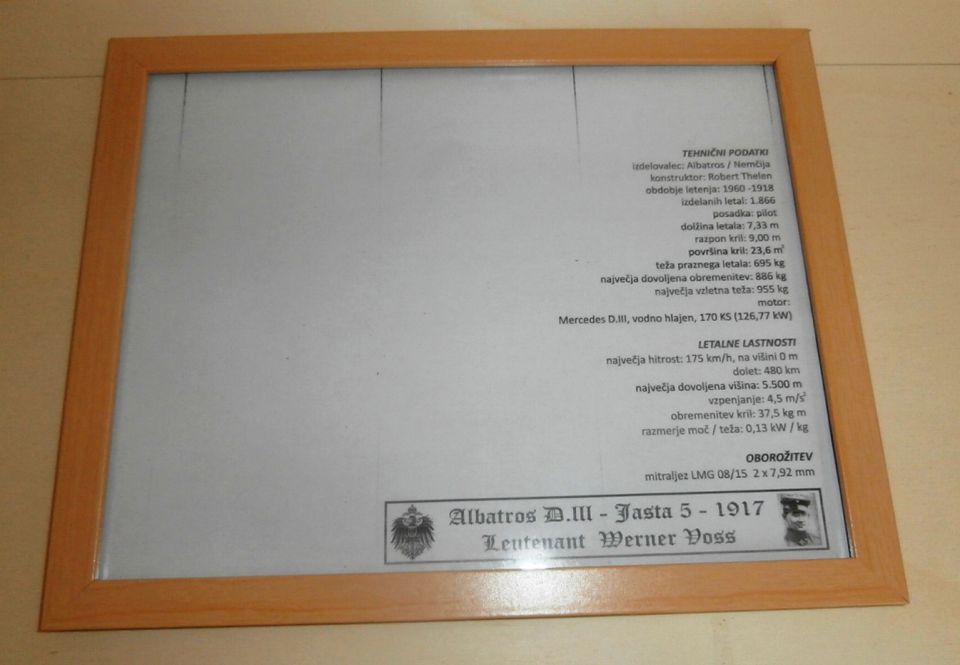 TEHNIČNI PODATKI
izdelovalec: Albatros / Nemčija
konstruktor: Robert Thelen
obdobje letenja: 1960 -1918
izdelanih letal: 1.866
posadka: pilot
dolžina letala: 7,33 m
razpon kril: 9,00 m
površina kril: 23,6 m²
teža praznega letala: 695 kg
največja dovoljena obremenitev: 886 kg
največja vzletna teža: 955 kg
motor:
Mercedes D.III, vodno hlajen, 170 KS (126,77 kW)
LETALNE LASTNOSTI
največja hitrost: 175 km/h, na višini 0 m
dolet: 480 km
največja dovoljena višina: 5.500 m
vzpenjanje: 4,5 m/s²
obremenitev kril: 37,5 kg m
razmerje moč / teža: 0,13 kW / kg
OBOROŽITEV
mitraljez LMG 08/15 2 x 7,92 mm
Albatros D.III - Jasta 5 - 1917
Leutenant Werner Voss